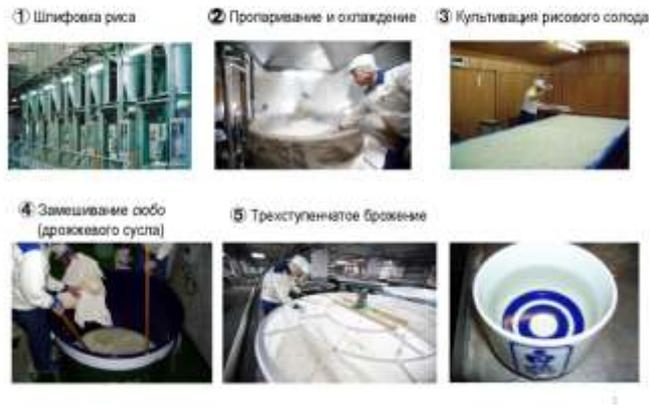 ① Шлифовка риса
② Пропаривание и охлаждение
③ Культивация рисового солода
④ Замешивание сюбо
(дрожжевого сусла)
⑤ Трехступенчатое брожение